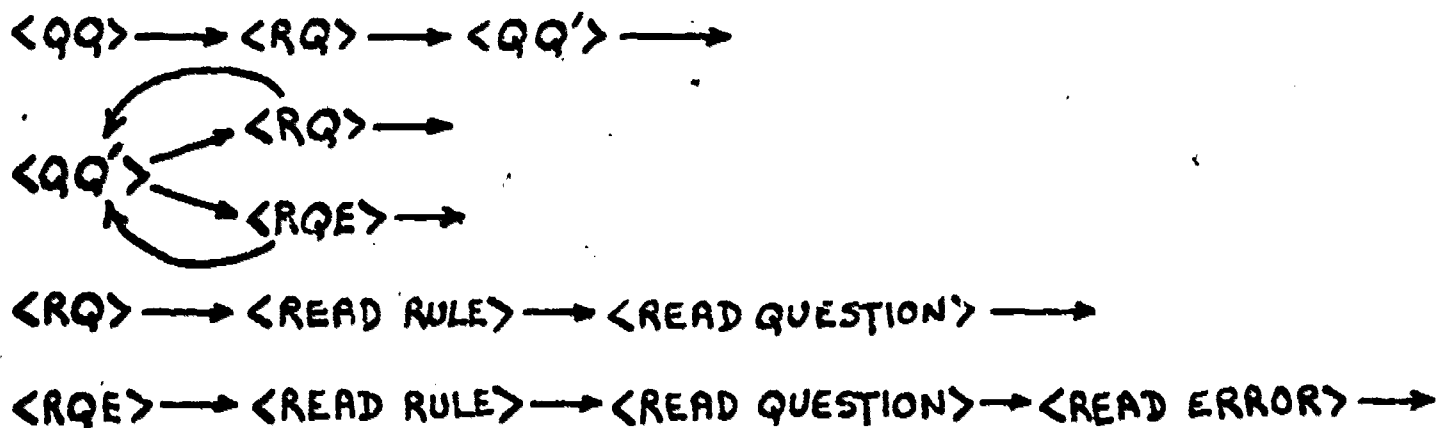 <QQ> → <RQ> → <QQ'> →
<RQ> →
<QQ'>
<RQE> →
<RQ> → <READ RULE> → <READ QUESTION> →
<RQE> → <READ RULE> → <READ QUESTION> → <READ ERROR> →